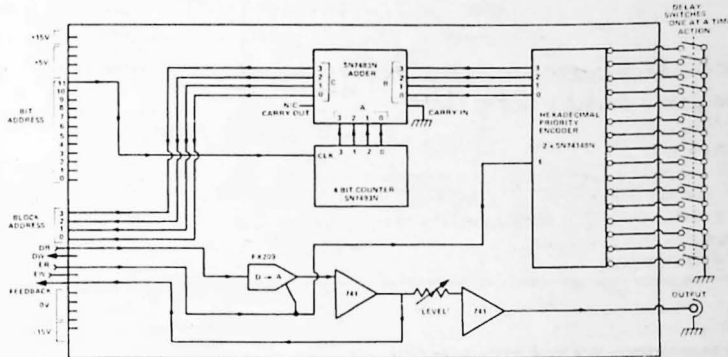 DELAY
SWITCHES
ONE AT A TIME
ACTION
+15V
+5V
BIT
ADDRESS
11
10
9
8
7
6
5
4
3
2
1
0
BLOCK
ADDRESS
3
2
1
0
DR
DW
ER
EN
FEEDBACK
0V
-15V
SN7483N
ADDER
3
2
1
0
C
B
3
2
1
0
N/C
CARRY OUT
A
3 2 1 0
CARRY IN
CLK
3 1 2 0
4 BIT COUNTER
SN7493N
3
2
1
0
HEXADECIMAL
PRIORITY
ENCODER
2 x SN74148N
E
FX209
D → A
741
LEVEL
741
OUTPUT